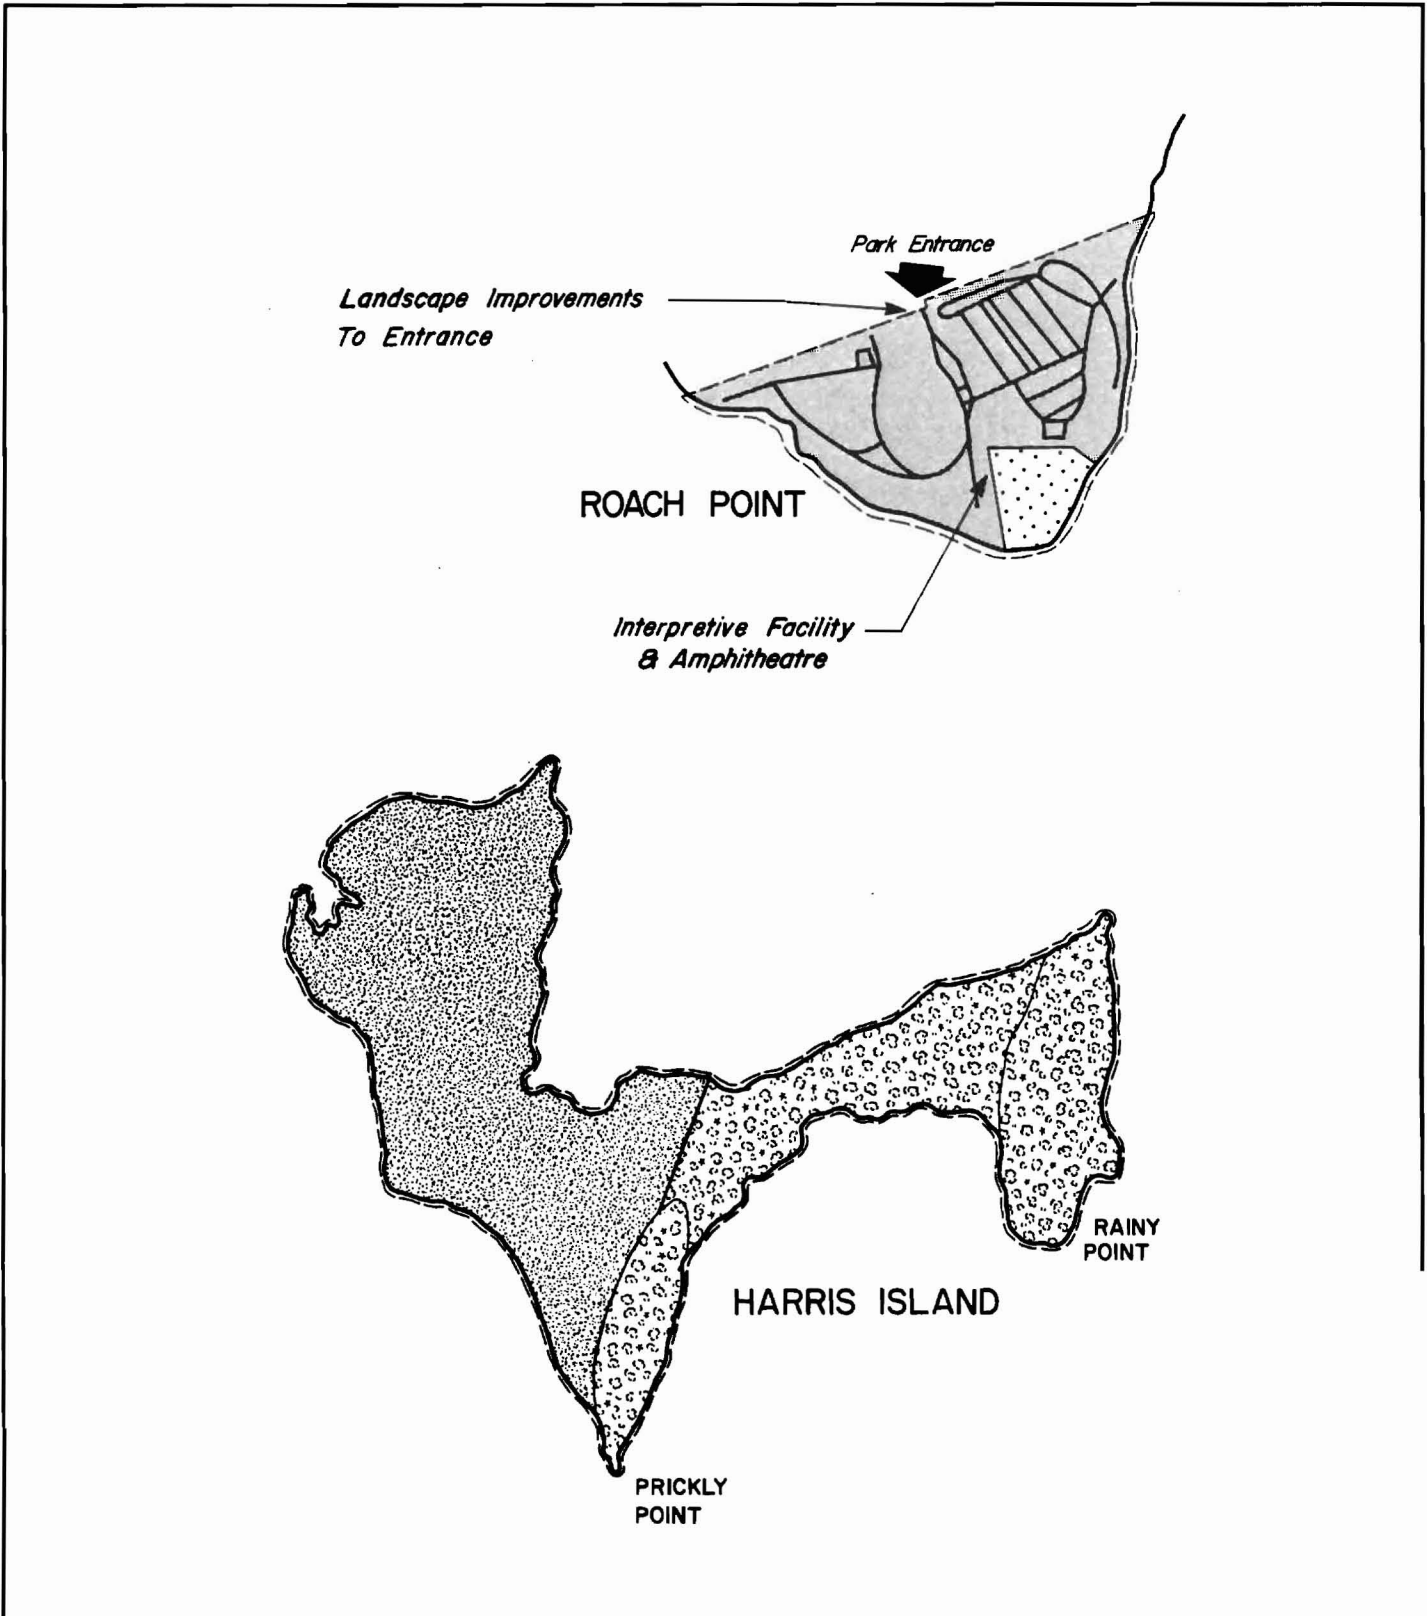 Park Entrance
Landscape Improvements
To Entrance
ROACH POINT
Interpretive Facility
& Amphitheatre
RAINY
POINT
HARRIS ISLAND
PRICKLY
POINT